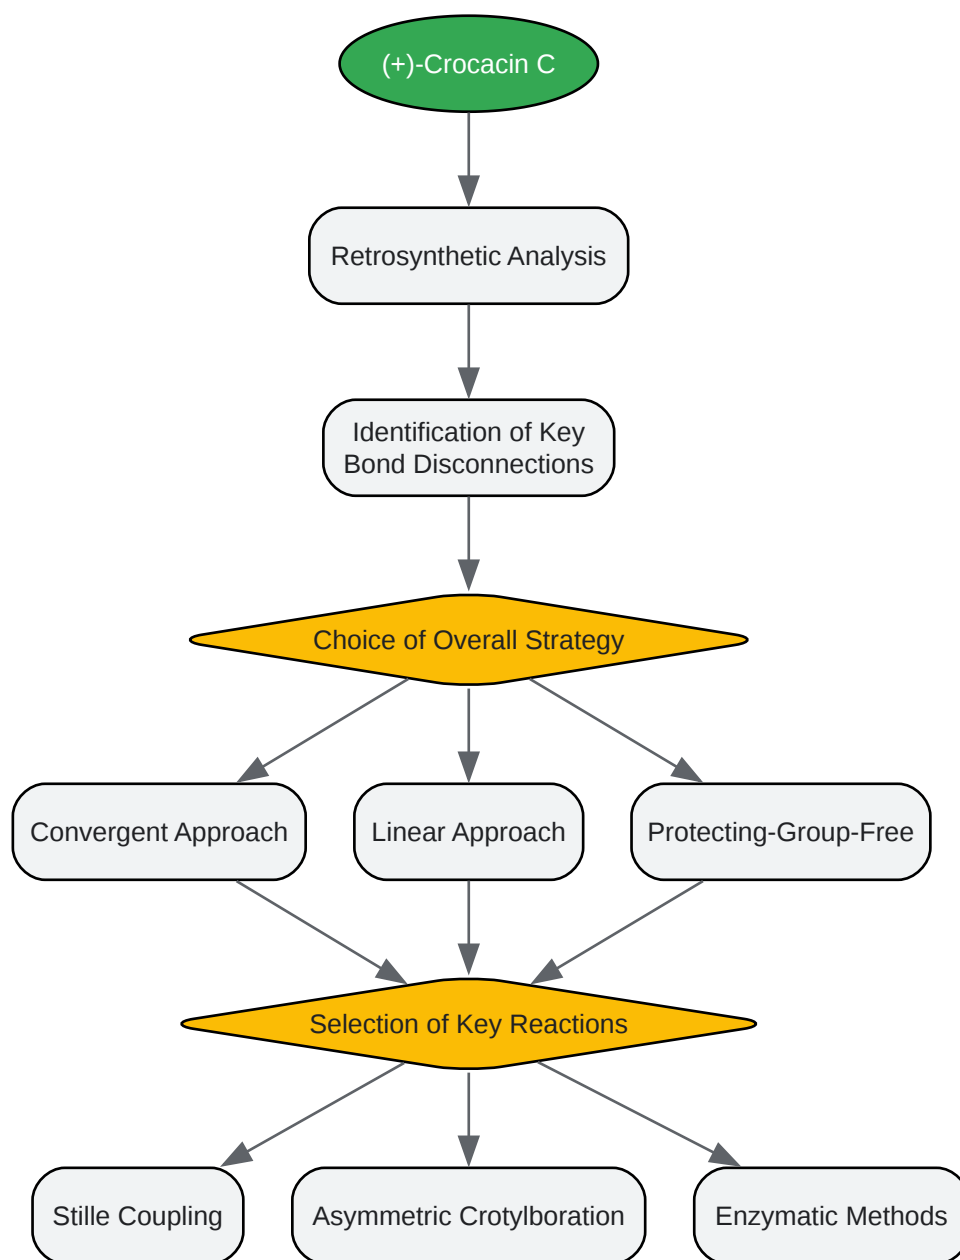 (+)-Crocacin C
Retrosynthetic Analysis
Identification of Key
Bond Disconnections
Choice of Overall Strategy
Convergent Approach
Linear Approach
Protecting-Group-Free
Selection of Key Reactions
Stille Coupling
Asymmetric Crotylboration
Enzymatic Methods